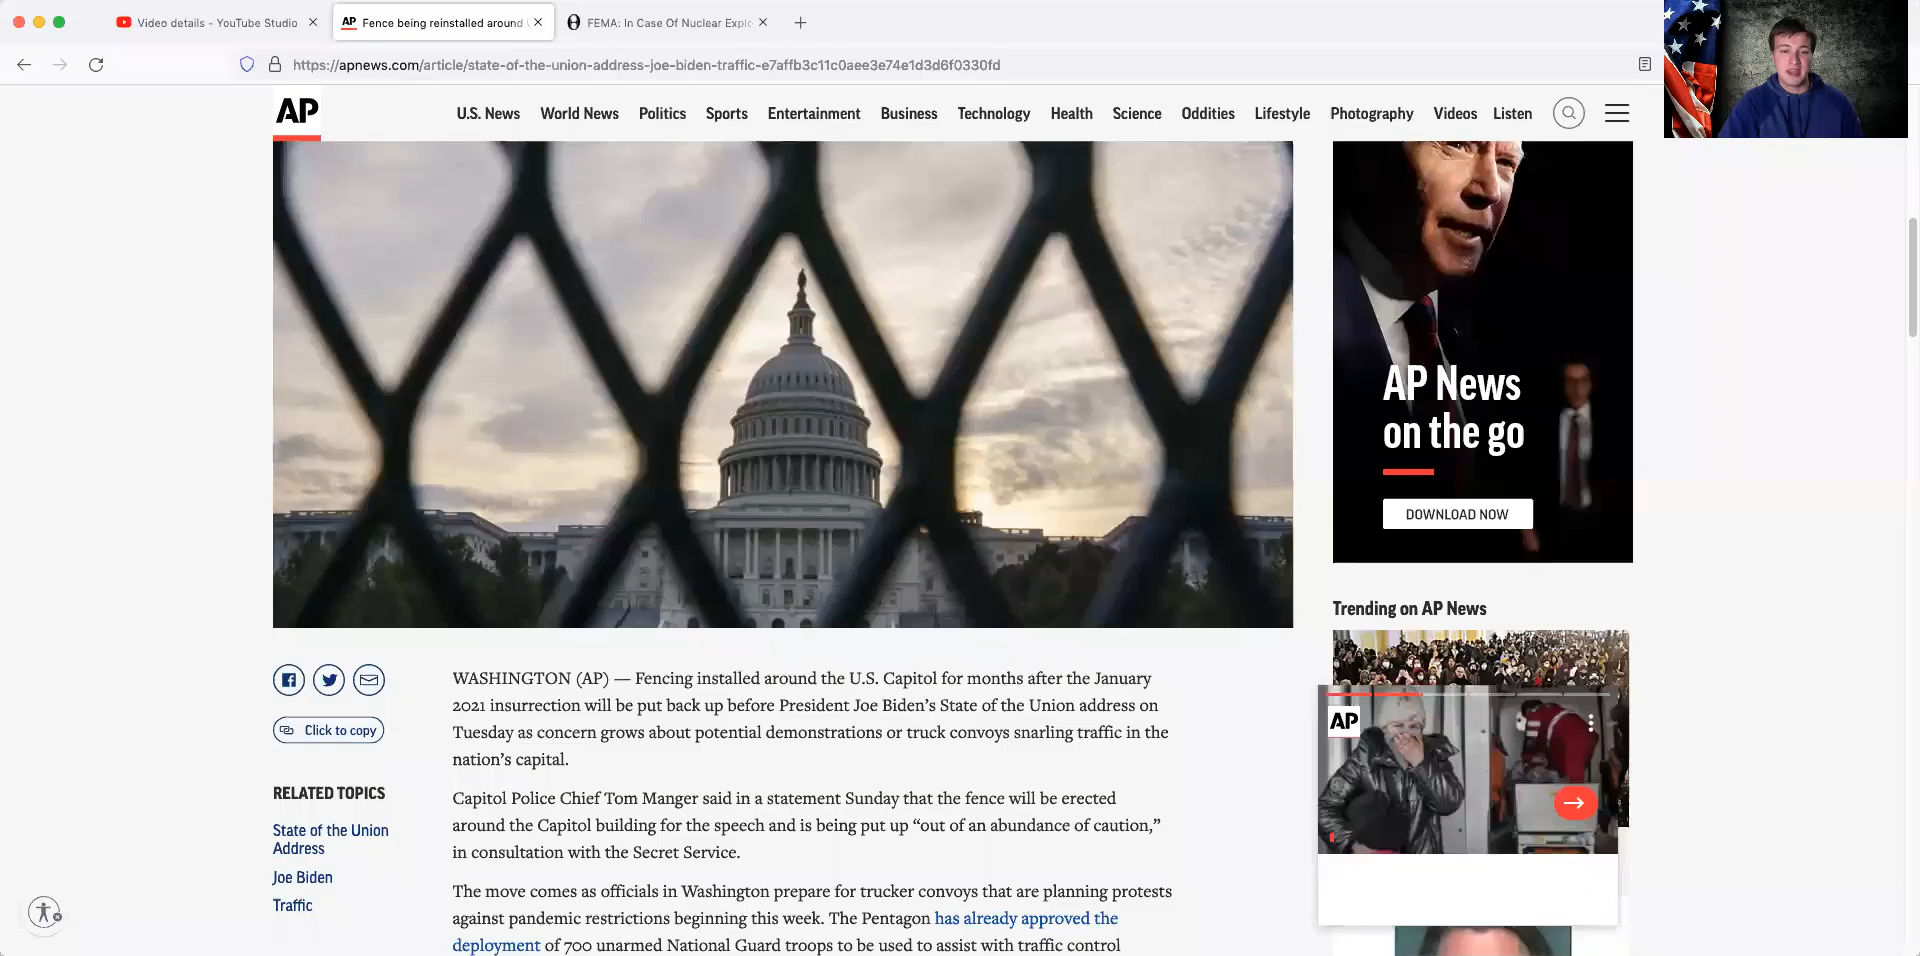 Video details - YouTube Studio
AP Fence being reinstalled around
FEMA: In Case Of Nuclear Explo
https://apnews.com/article/state-of-the-union-address-joe-biden-traffic-e7affb3c11c0aee3e74e1d3d6f0330fd
AP
U.S. News World News Politics Sports Entertainment Business Technology Health Science Oddities Lifestyle Photography Videos Listen
AP News
on the go
DOWNLOAD NOW
Trending on AP News
AP
Click to copy
RELATED TOPICS
State of the Union
Address
Joe Biden
Traffic
WASHINGTON (AP) — Fencing installed around the U.S. Capitol for months after the January
2021 insurrection will be put back up before President Joe Biden’s State of the Union address on
Tuesday as concern grows about potential demonstrations or truck convoys snarling traffic in the
nation’s capital.
Capitol Police Chief Tom Manger said in a statement Sunday that the fence will be erected
around the Capitol building for the speech and is being put up “out of an abundance of caution,”
in consultation with the Secret Service.
The move comes as officials in Washington prepare for trucker convoys that are planning protests
against pandemic restrictions beginning this week. The Pentagon has already approved the
deployment of 700 unarmed National Guard troops to be used to assist with traffic control